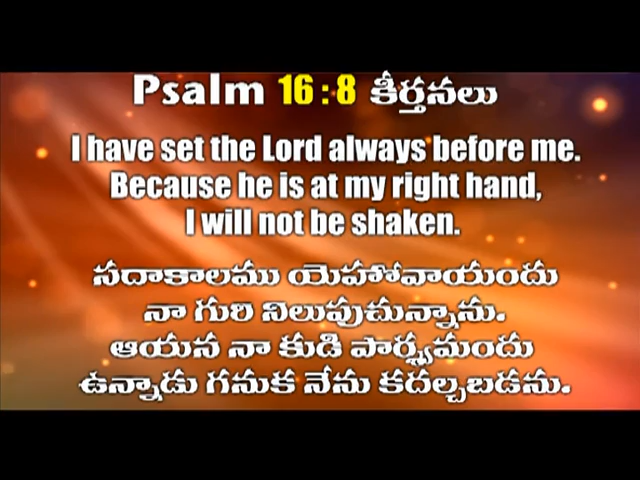 Psalm 16 : 8 కీర్తనలు
I have set the Lord always before me.
Because he is at my right hand,
I will not be shaken.
సదాకాలము యెహోవాయందు
నా గురి నిలుపుచున్నాను.
ఆయన నా కుడి పార్శ్వమందు
ఉన్నాడు గనుక నేను కదల్చబడను.